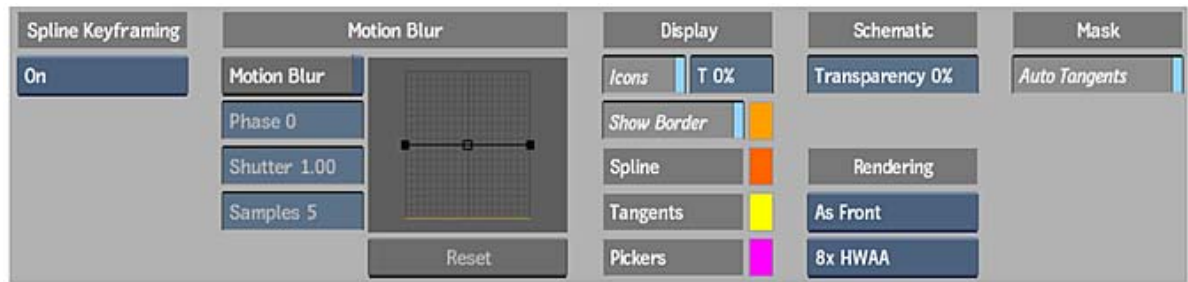 Spline Keyframing
Motion Blur
Display
Schematic
Mask
On
Motion Blur
Icons
T 0%
Transparency 0%
Auto Tangents
Phase 0
Show Border
Shutter 1.00
Spline
Rendering
Samples 5
Tangents
As Front
Reset
Pickers
8x HWAA